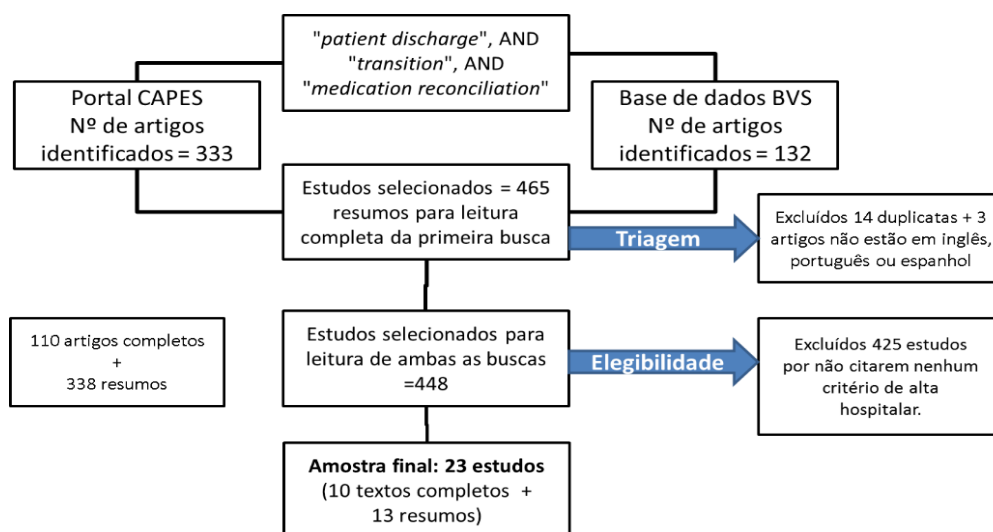 "patient discharge", AND
"transition", AND
"medication reconciliation"
Portal CAPES
Nº de artigos
identificados = 333
Base de dados BVS
Nº de artigos
identificados = 132
Estudos selecionados = 465
resumos para leitura
completa da primeira busca
Triagem
Excluídos 14 duplicatas + 3
artigos não estão em inglês,
português ou espanhol
110 artigos completos
+
338 resumos
Estudos selecionados para
leitura de ambas as buscas
=448
Elegibilidade
Excluídos 425 estudos
por não citarem nenhum
critério de alta
hospitalar.
Amostra final: 23 estudos
(10 textos completos +
13 resumos)